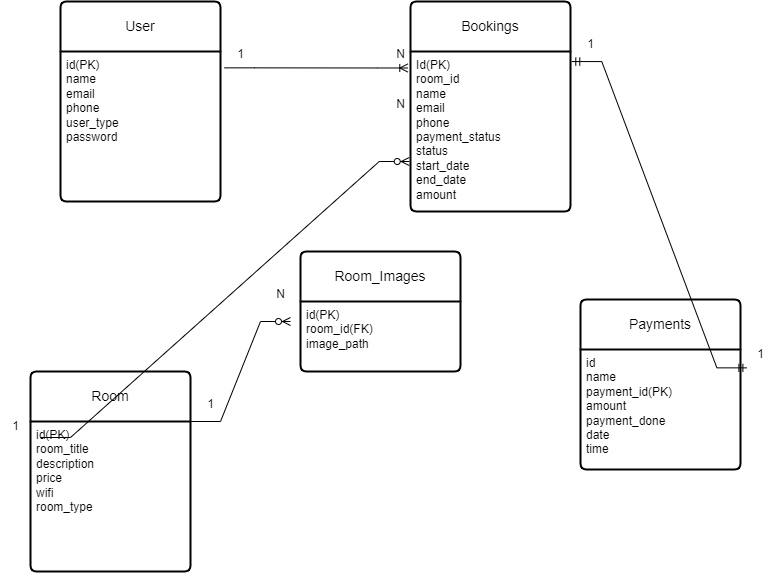 User
id(PK)
name
email
phone
user_type
password
1
N
Bookings
Id(PK)
room_id
name
email
phone
payment_status
status
start_date
end_date
amount
N
1
Room_Images
id(PK)
room_id(FK)
image_path
N
1
Room
id(PK)
room_title
description
price
wifi
room_type
1
Payments
id
name
payment_id(PK)
amount
payment_done
date
time
1